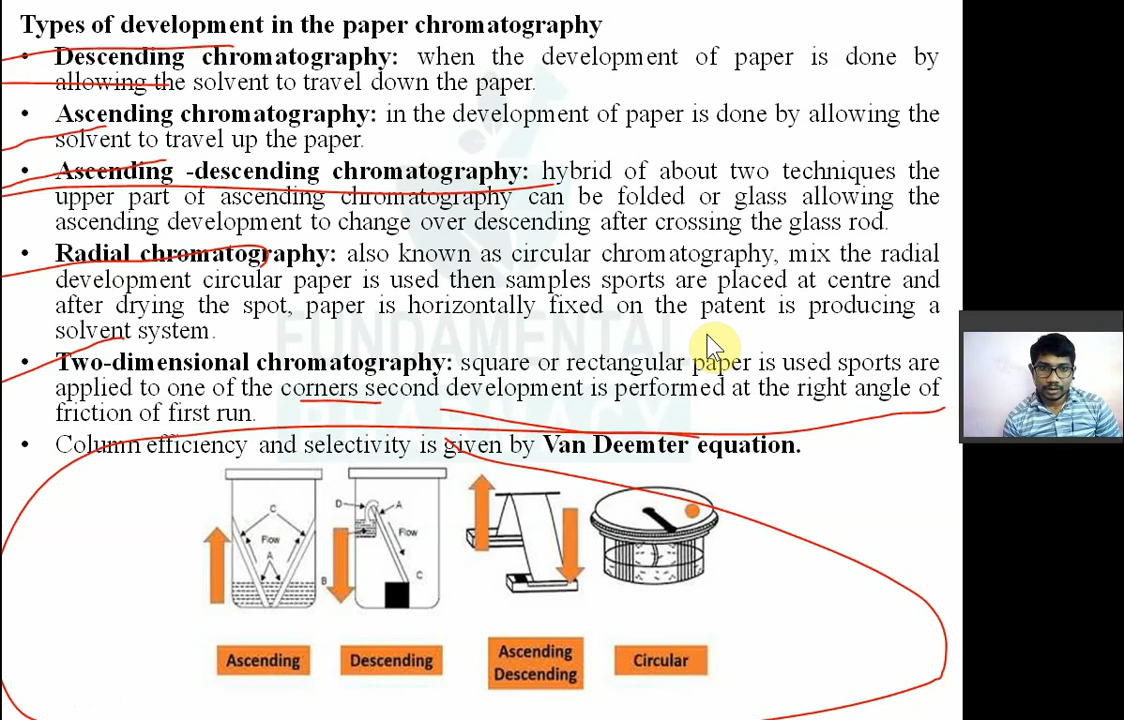 Types of development in the paper chromatography
• Descending chromatography: when the development of paper is done by
allowing the solvent to travel down the paper.
• Ascending chromatography: in the development of paper is done by allowing the
solvent to travel up the paper.
• Ascending -descending chromatography: hybrid of about two techniques the
upper part of ascending chromatography can be folded or glass allowing the
ascending development to change over descending after crossing the glass rod.
• Radial chromatography: also known as circular chromatography, mix the radial
development circular paper is used then samples sports are placed at centre and
after drying the spot, paper is horizontally fixed on the patent is producing a
solvent system.
• Two-dimensional chromatography: square or rectangular paper is used sports are
applied to one of the corners second development is performed at the right angle of
friction of first run.
• Column efficiency and selectivity is given by Van Deemter equation.
C
Flow
A
D
A
Flow
B
C
Ascending
Descending
Ascending
Descending
Circular
FUNDAMENTAL
PHARMACY